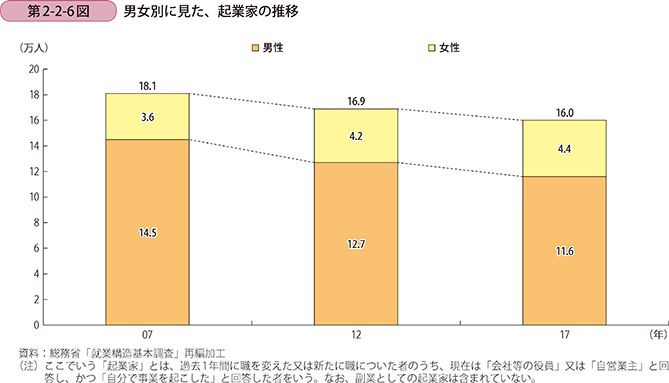 第2-2-6図 男女別に見た、起業家の推移
(万人)
男性 女性
20
18
16
14
12
10
8
6
4
2
0
18.1
3.6
14.5
16.9
4.2
12.7
16.0
4.4
11.6
07 12 17 (年)
資料：総務省「就業構造基本調査」再編加工
(注) ここでいう「起業家」とは、過去1年間に職を変えた又は新たに職についた者のうち、現在は「会社等の役員」又は「自営業主」と回
答し、かつ「自分で事業を起こした」と回答した者をいう。なお、副業としての起業家は含まれていない。